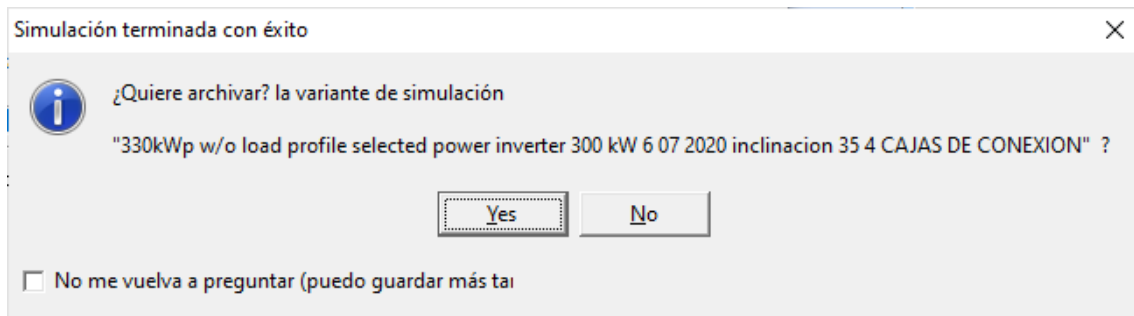 Simulación terminada con éxito
¿Quiere archivar? la variante de simulación
"330kWp w/o load profile selected power inverter 300 kW 6 07 2020 inclinacion 35 4 CAJAS DE CONEXION" ?
Yes
No
No me vuelva a preguntar (puedo guardar más